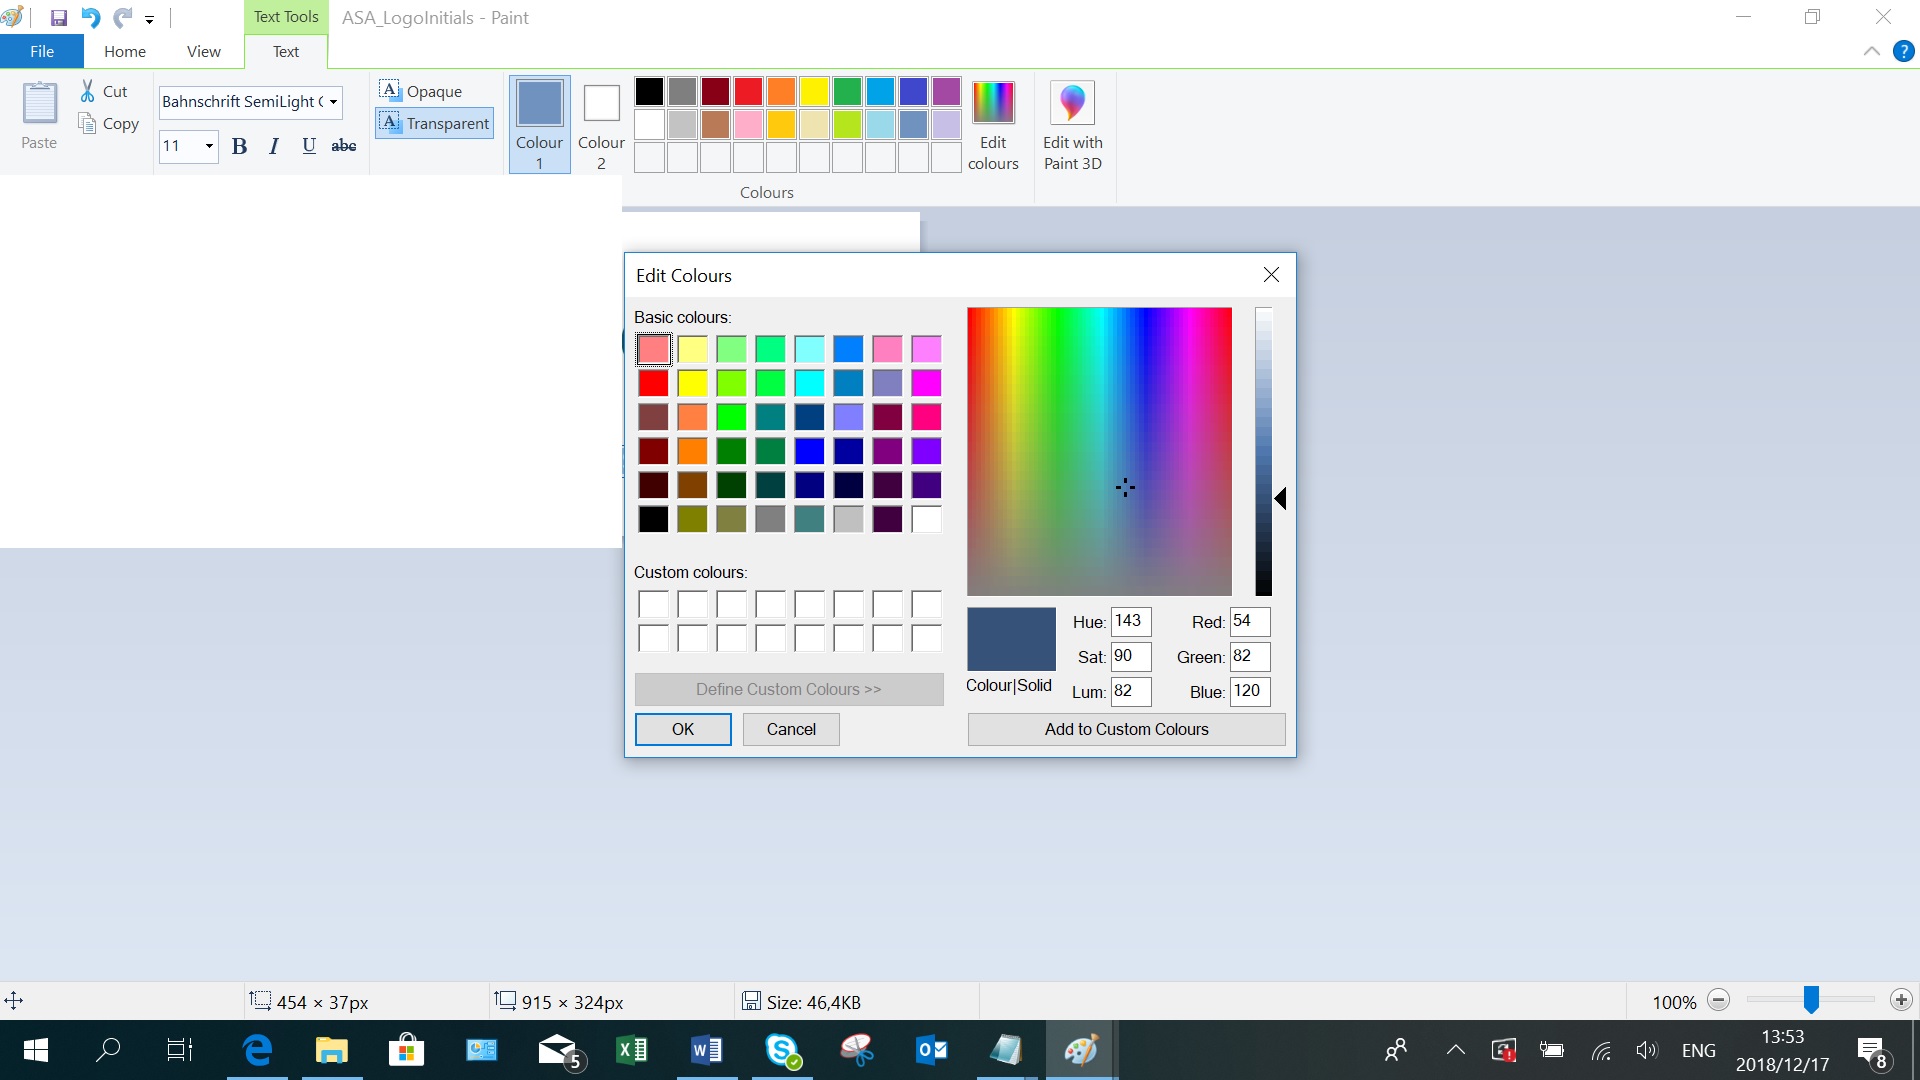 Text Tools
ASA_LogoInitials - Paint
File
Home
View
Text
?
Paste
Cut
Copy
Bahnschrift SemiLight (
11
B
I
U
abc
A Opaque
A Transparent
Colour
1
Colour
2
Edit
colours
Edit with
Paint 3D
Colours
Edit Colours
Basic colours:
Custom colours:
Define Custom Colours >>
OK
Cancel
Colour|Solid
Hue: 143
Sat: 90
Lum: 82
Red: 54
Green: 82
Blue: 120
Add to Custom Colours
454 × 37px
915 × 324px
Size: 46,4KB
100%
5
ENG
13:53
2018/12/17
8